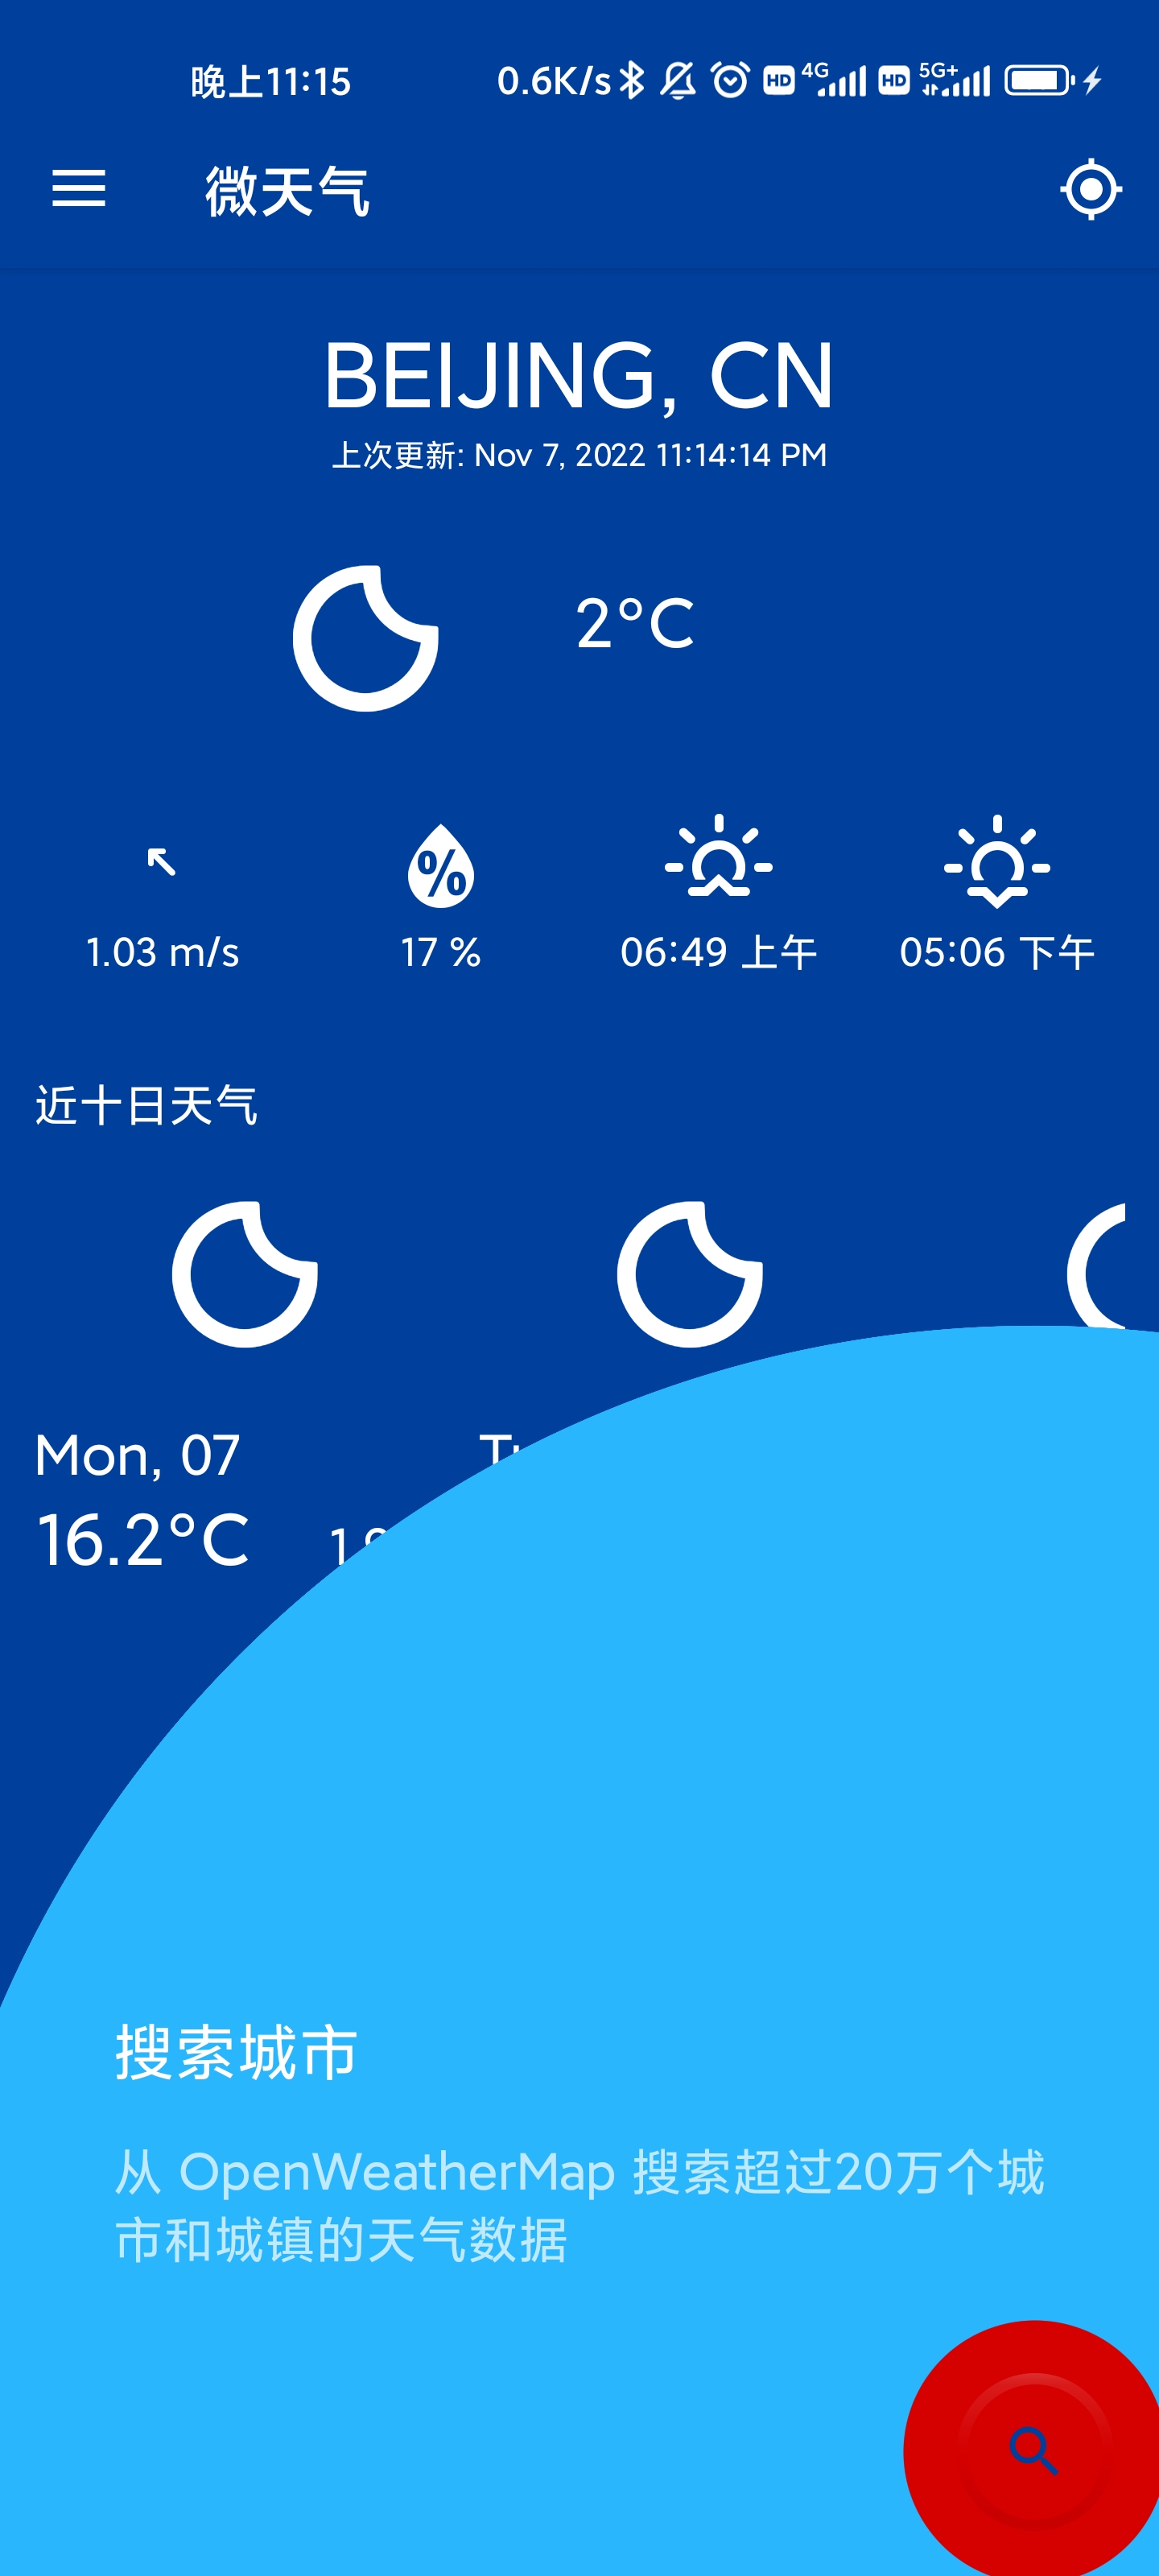 晚上11:15 0.6K/s HD 4G HD 5G+
微天气
BEIJING, CN
上次更新: Nov 7, 2022 11:14:14 PM
2°C
1.03 m/s 17 % 06:49 上午 05:06 下午
近十日天气
Mon, 07
16.2°C
搜索城市
从 OpenWeatherMap 搜索超过20万个城
市和城镇的天气数据